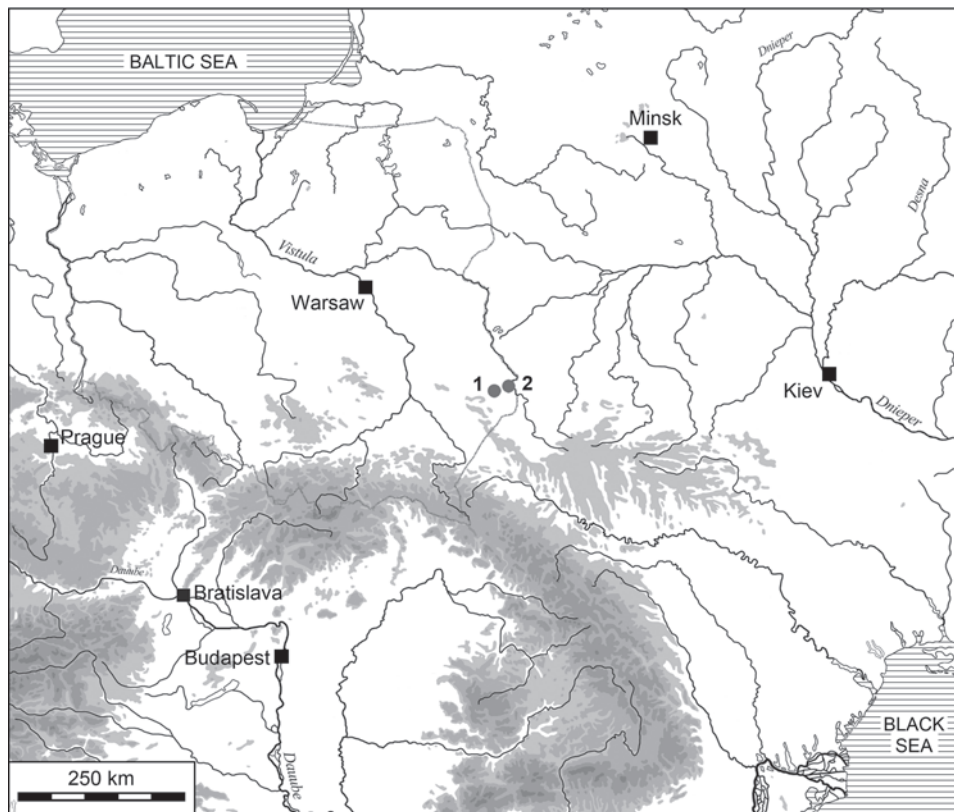 BALTIC SEA
Dnieper
Minsk
Desna
Vistula
Warsaw
1
2
Kiev
Dnieper
Prague
Danube
Bratislava
Budapest
Danube
BLACK
SEA
250 km